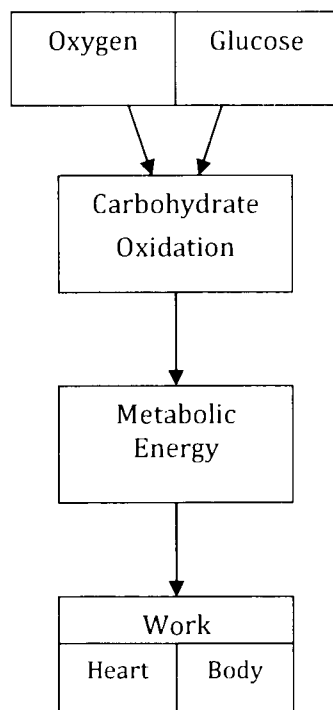 Oxygen Glucose
Carbohydrate
Oxidation
Metabolic
Energy
Work
Heart Body